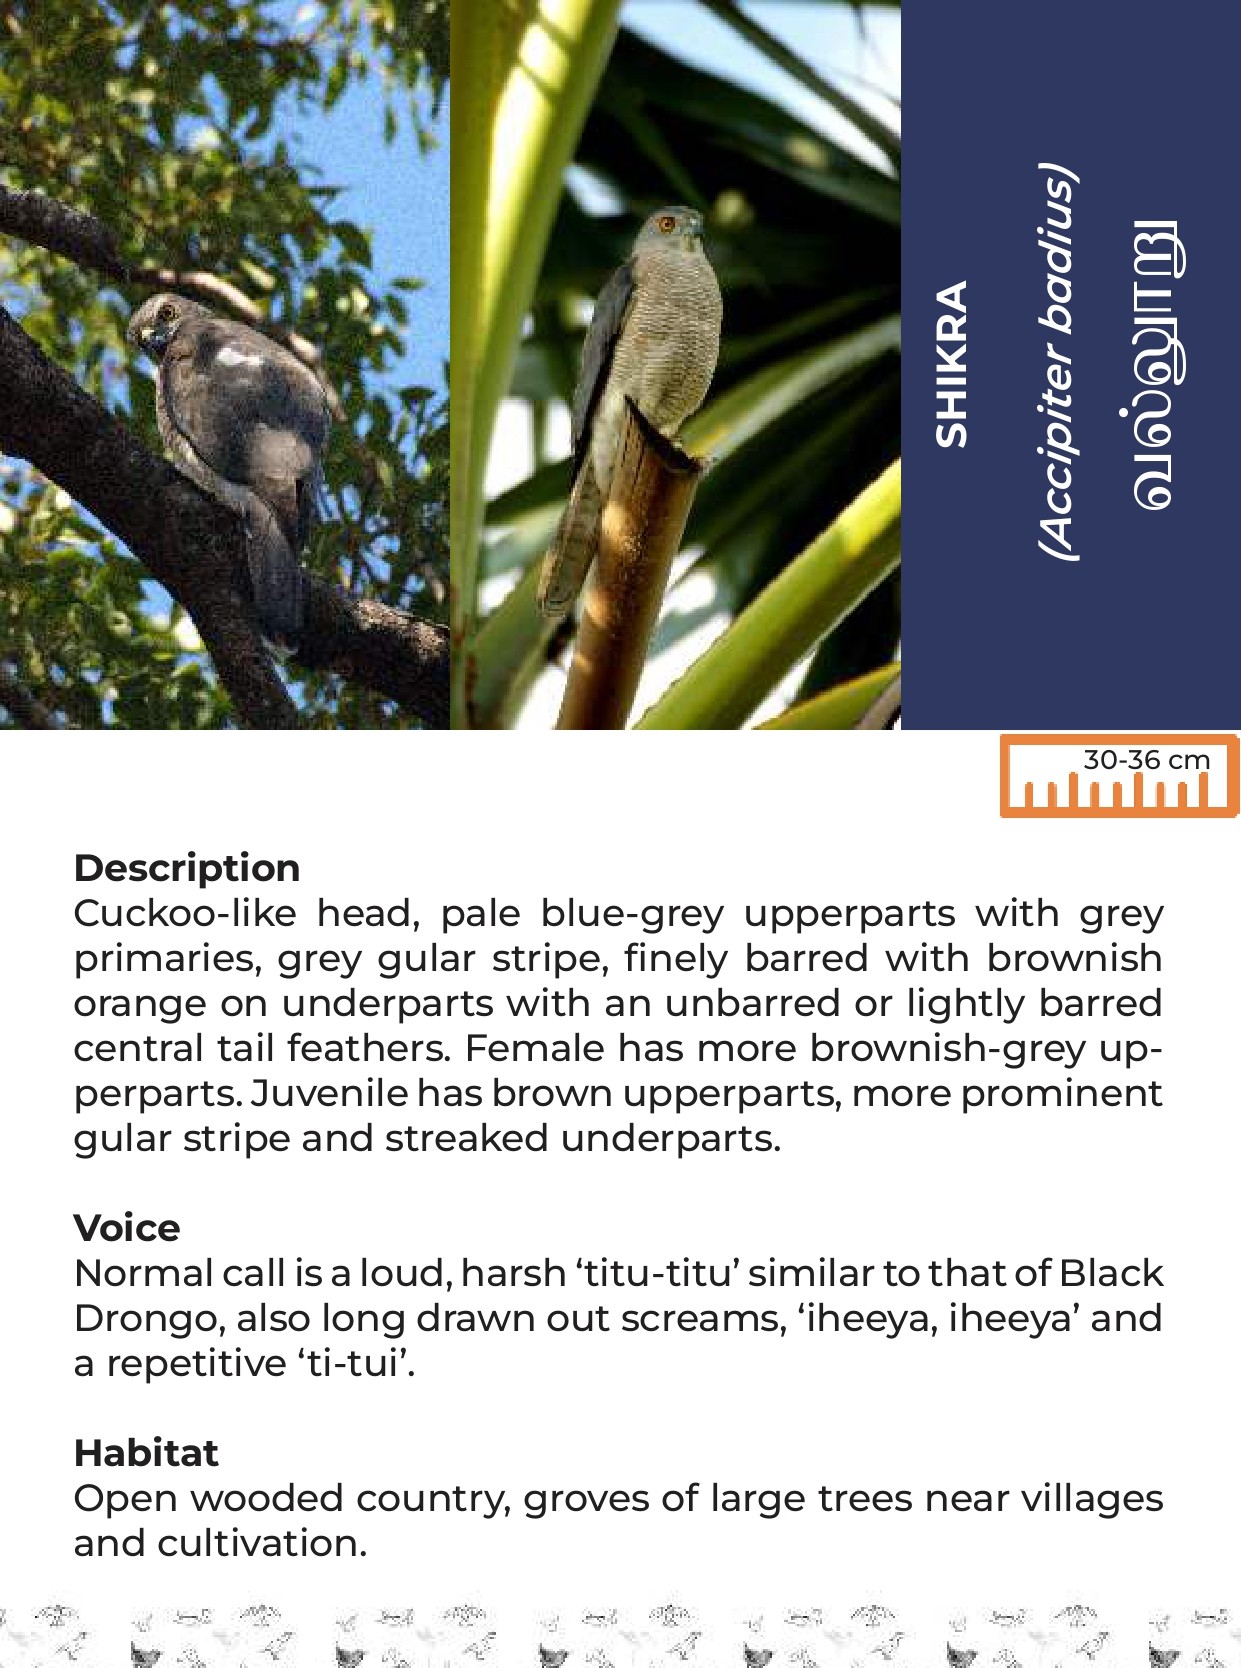 SHIKRA
(Accipiter badius)
வல்லூறு
30-36 cm
Description
Cuckoo-like head, pale blue-grey upperparts with grey
primaries, grey gular stripe, finely barred with brownish
orange on underparts with an unbarred or lightly barred
central tail feathers. Female has more brownish-grey up-
perparts. Juvenile has brown upperparts, more prominent
gular stripe and streaked underparts.
Voice
Normal call is a loud, harsh ‘titu-titu’ similar to that of Black
Drongo, also long drawn out screams, ‘iheeya, iheeya’ and
a repetitive ‘ti-tui’.
Habitat
Open wooded country, groves of large trees near villages
and cultivation.